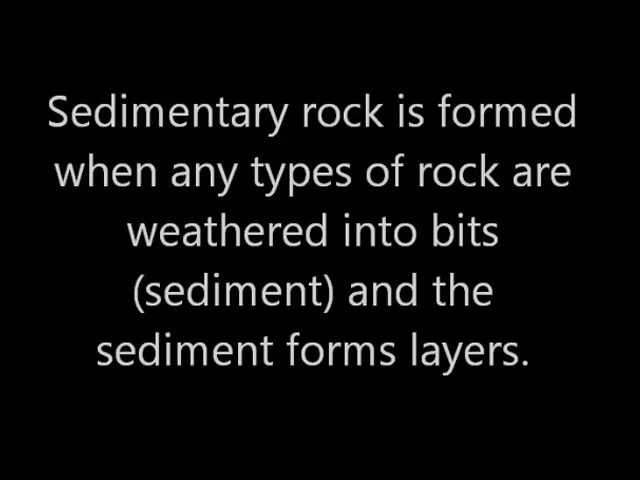 Sedimentary rock is formed
when any types of rock are
weathered into bits
(sediment) and the
sediment forms layers.